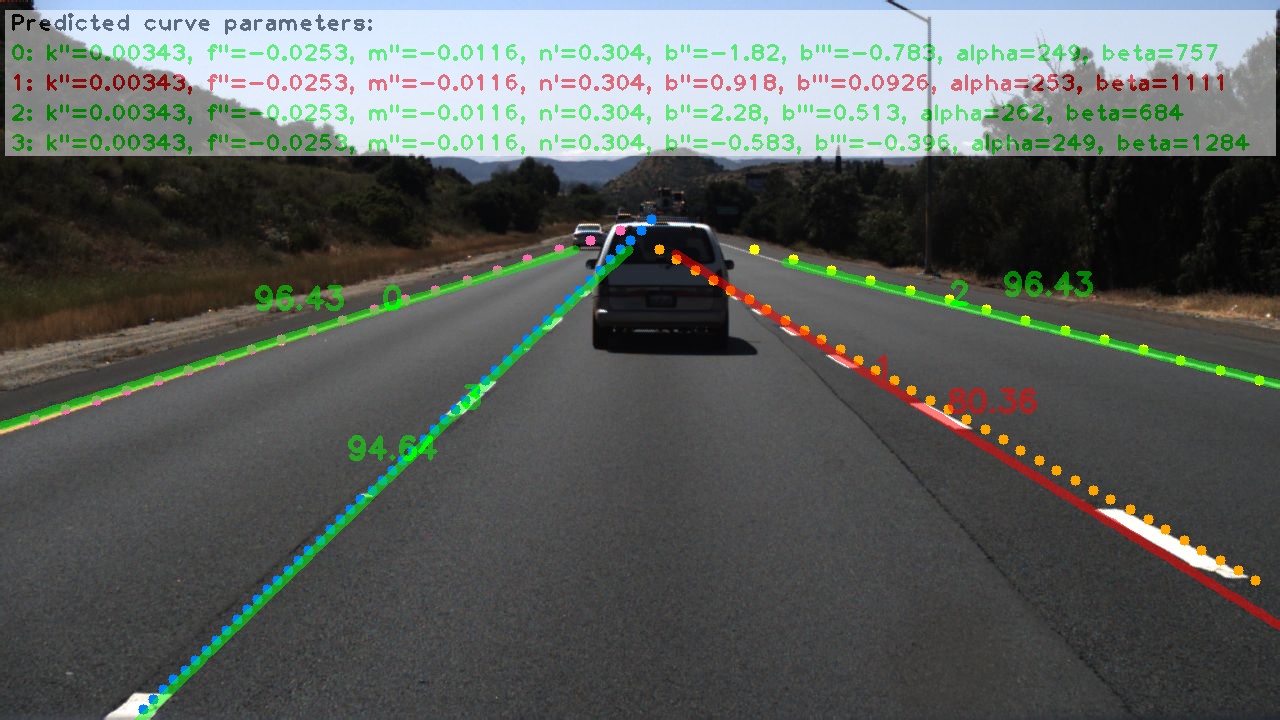 Predicted curve parameters:
0: k''=0.00343, f''=-0.0253, m''=-0.0116, n'=0.304, b''=-1.82, b'''=-0.783, alpha=249, beta=757
1: k''=0.00343, f''=-0.0253, m''=-0.0116, n'=0.304, b''=0.918, b'''=0.0926, alpha=253, beta=1111
2: k''=0.00343, f''=-0.0253, m''=-0.0116, n'=0.304, b''=2.28, b'''=0.513, alpha=262, beta=684
3: k''=0.00343, f''=-0.0253, m''=-0.0116, n'=0.304, b''=-0.583, b'''=-0.396, alpha=249, beta=1284
96.43 0
2 96.43
1
80.36
3
94.64